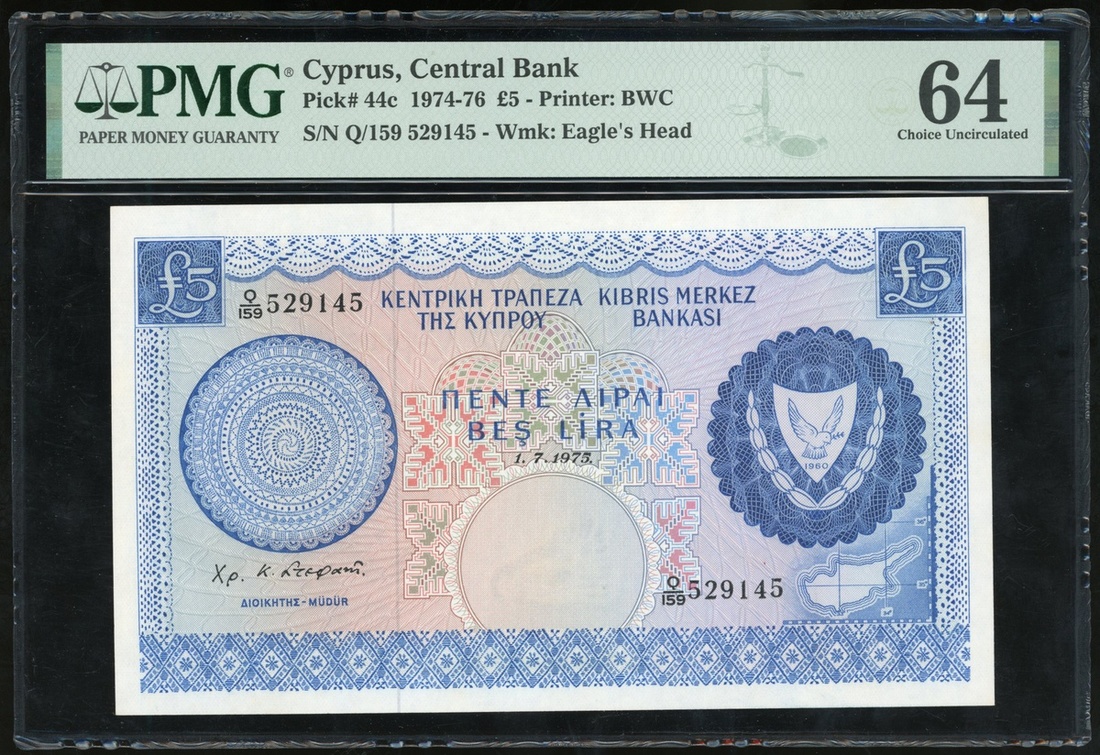 PMG®
PAPER MONEY GUARANTY
Cyprus, Central Bank
Pick# 44c 1974-76 £5 - Printer: BWC
S/N Q/159 529145 - Wmk: Eagle's Head
64
Choice Uncirculated
£5
£5
Q/159 529145
ΚΕΝΤΡΙΚΗ ΤΡΑΠΕΖΑ KIBRIS MERKEZ
ΤΗΣ ΚΥΠΡΟΥ BANKASI
ΠΕΝΤΕ ΛΙΡΑΙ
BEŞ LİRA
1.7.1975.
1960
Χρ. Κ. Στεφανι.
ΔΙΟΙΚΗΤΗΣ - MÜDÜR
Q/159 529145